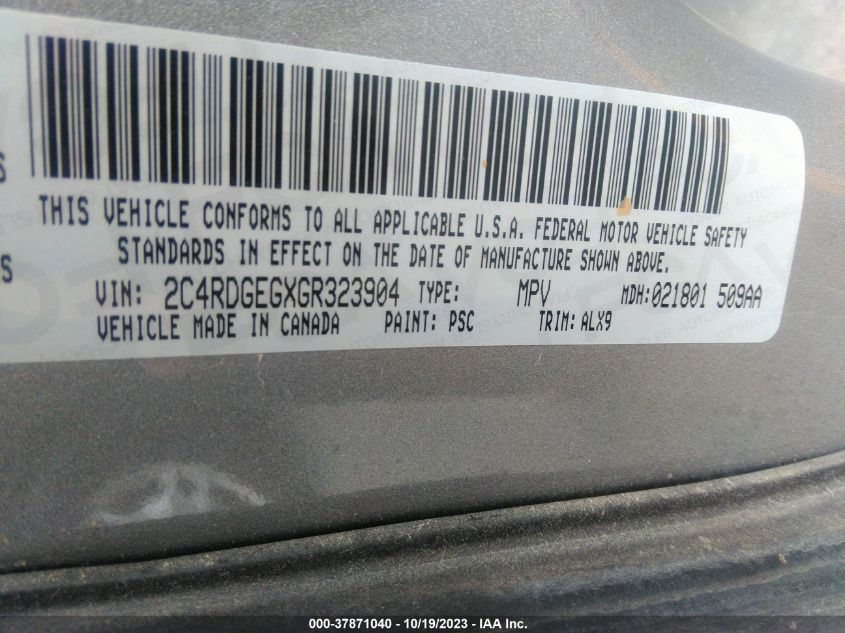 THIS VEHICLE CONFORMS TO ALL APPLICABLE U.S.A. FEDERAL MOTOR VEHICLE SAFETY
STANDARDS IN EFFECT ON THE DATE OF MANUFACTURE SHOWN ABOVE.
VIN: 2C4RDGEGXGR323904 TYPE: MPV MDH:021801 509AA
VEHICLE MADE IN CANADA PAINT: PSC TRIM: ALX9
S
S
000-37871040 - 10/19/2023 - IAA Inc.